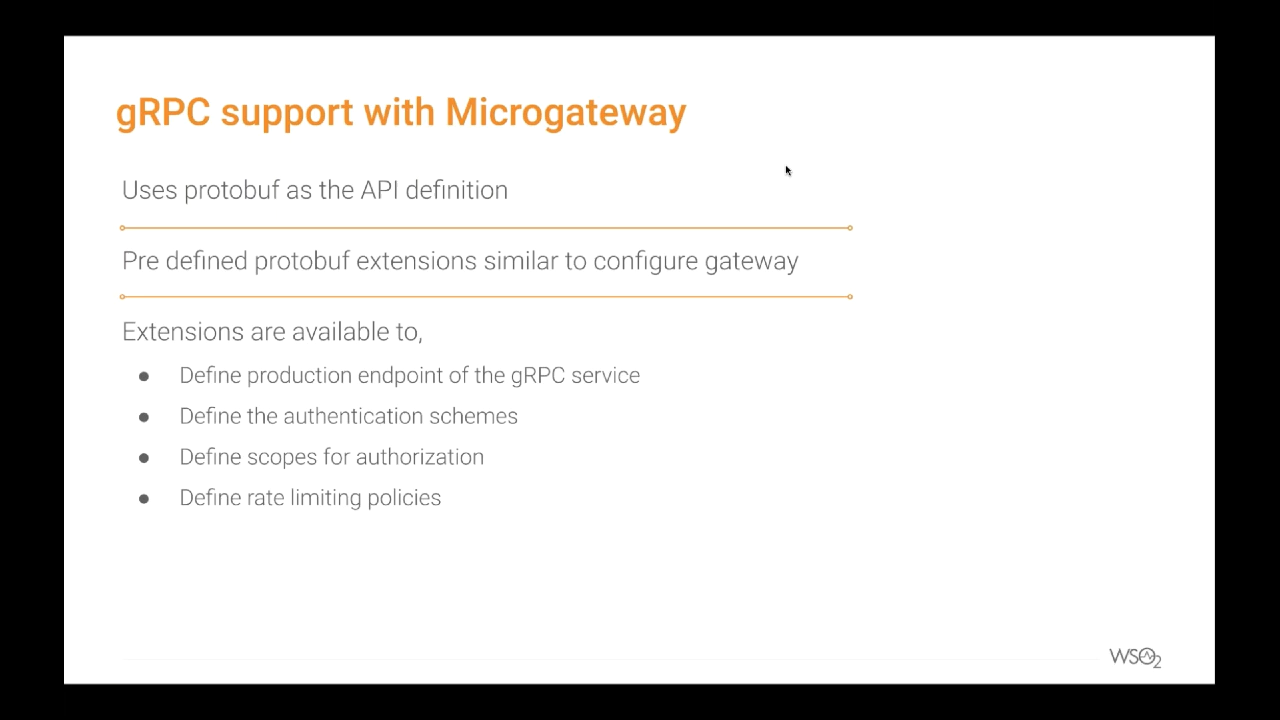 gRPC support with Microgateway
Uses protobuf as the API definition
Pre defined protobuf extensions similar to configure gateway
Extensions are available to,
● Define production endpoint of the gRPC service
● Define the authentication schemes
● Define scopes for authorization
● Define rate limiting policies
WSO2